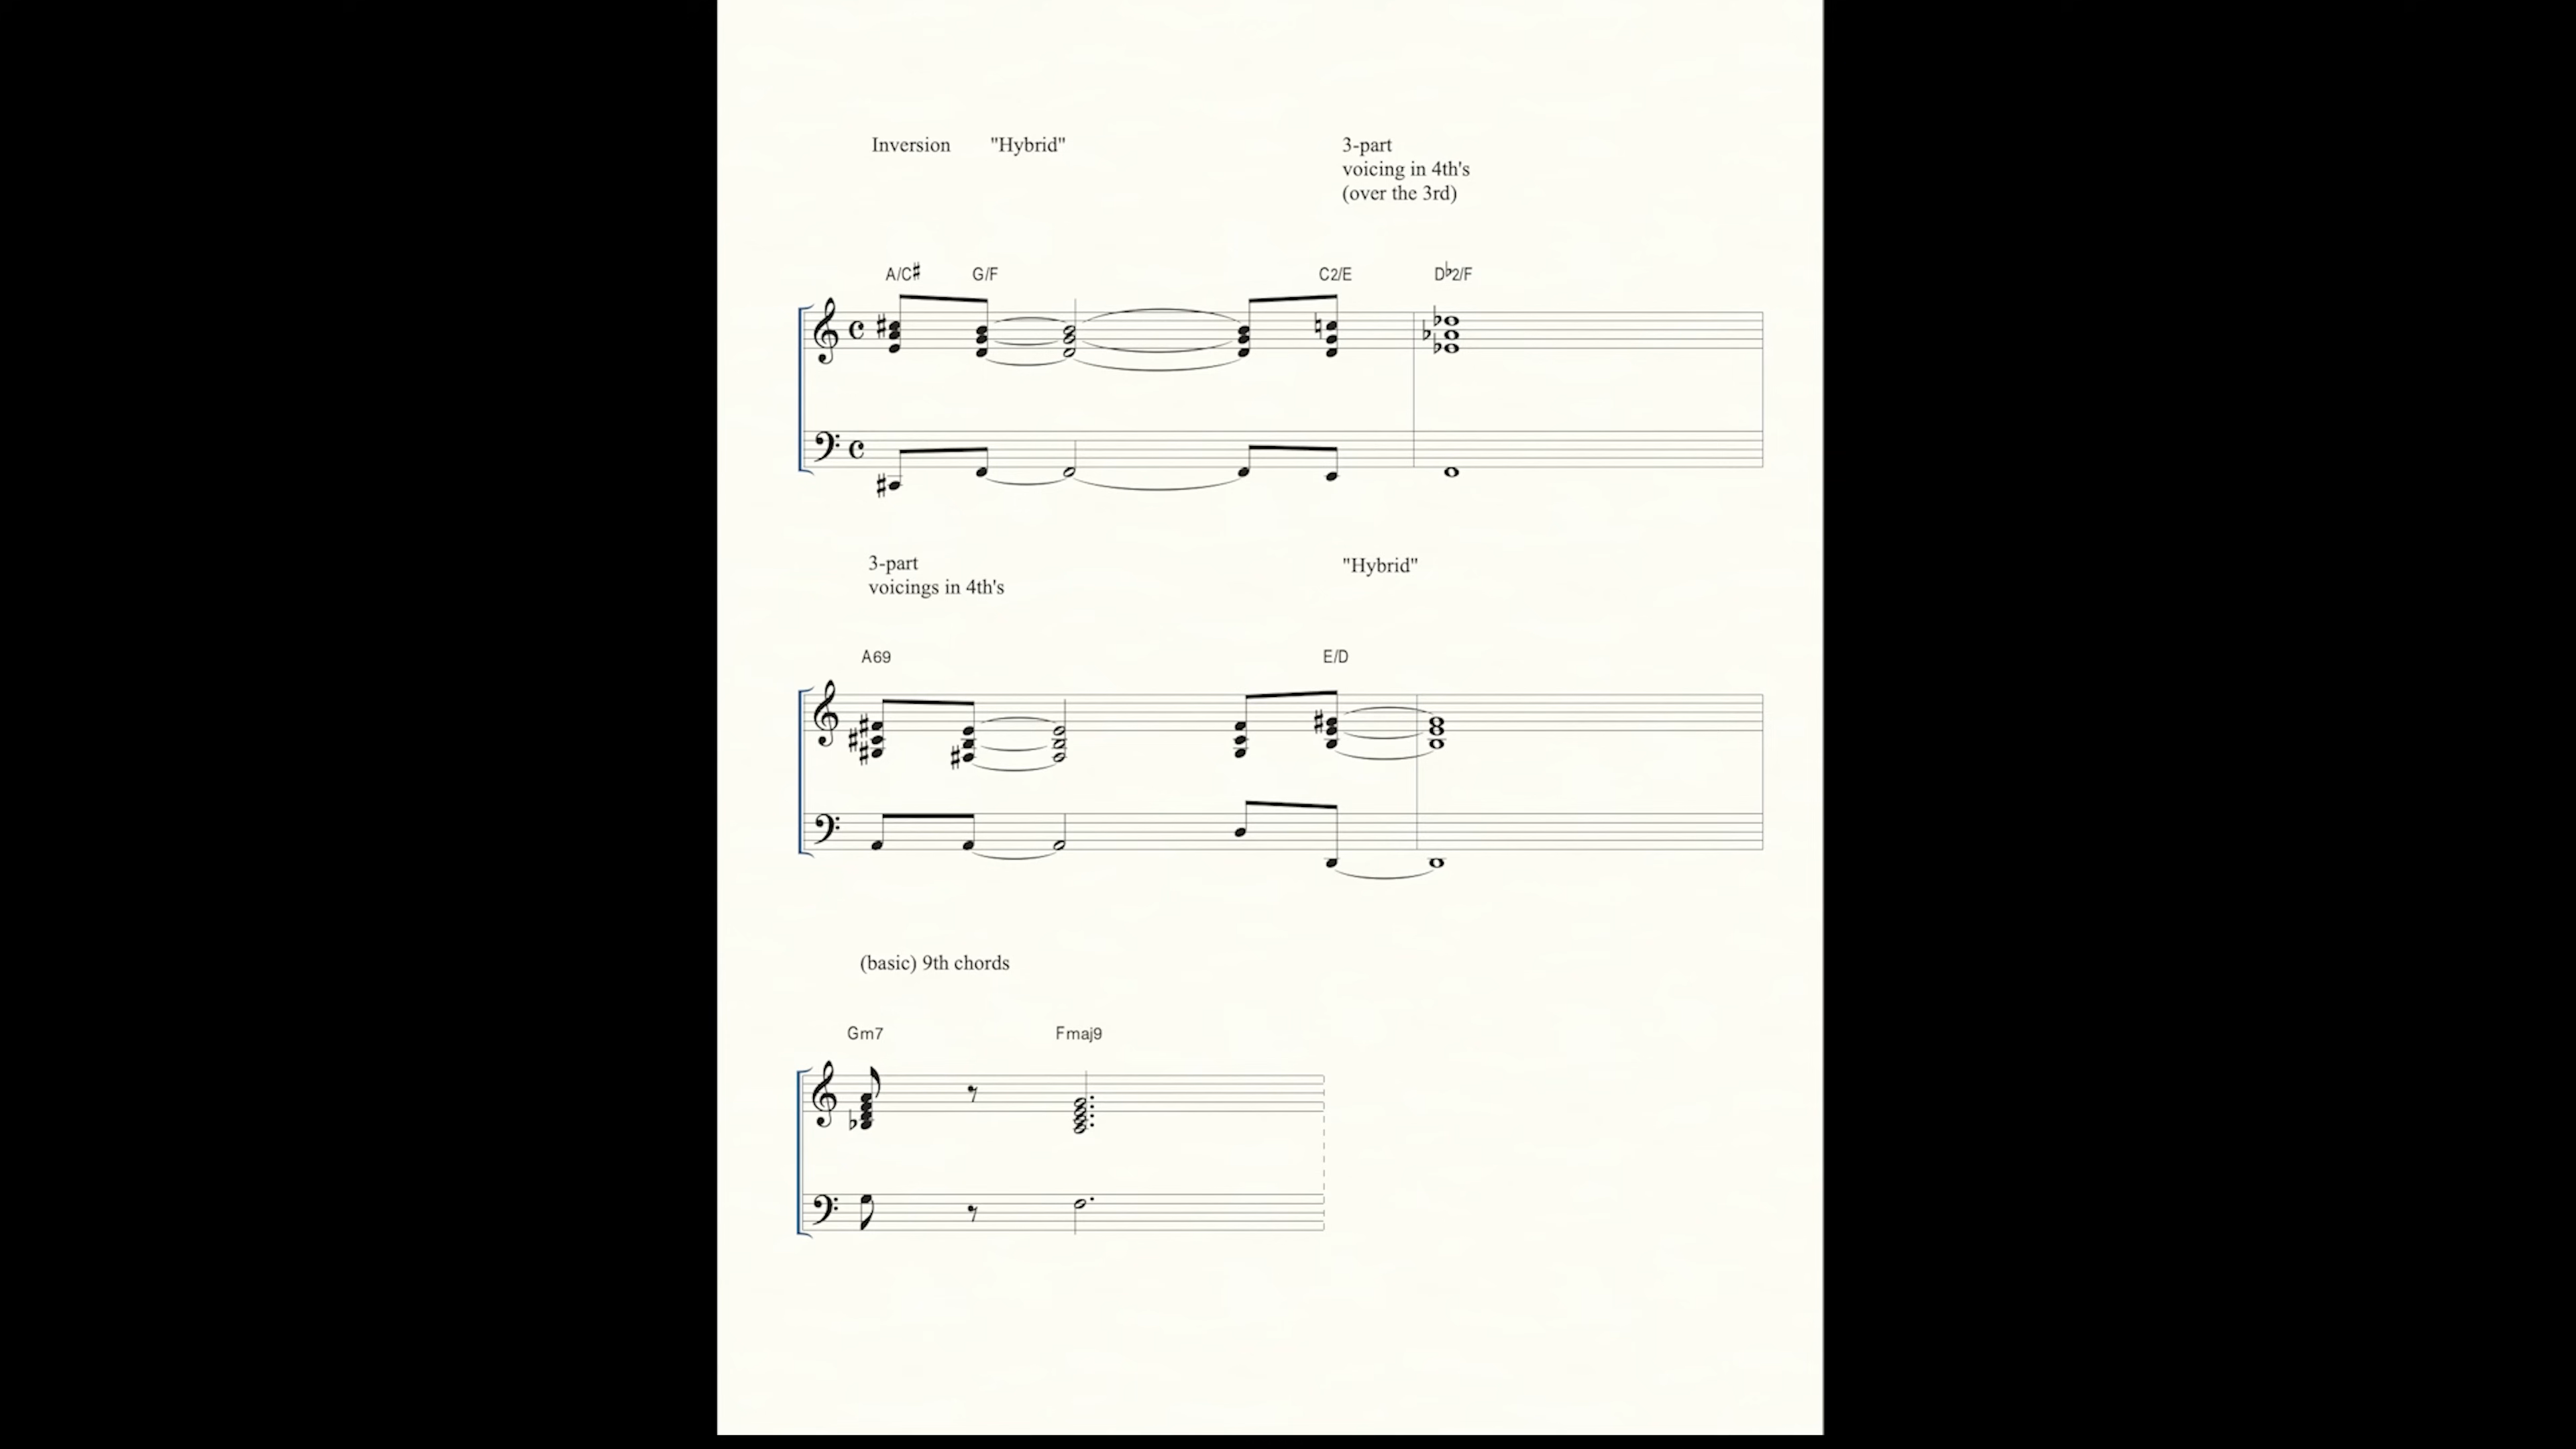 Inversion "Hybrid"
3-part
voicing in 4th's
(over the 3rd)
A/C♯ G/F C2/E D♭2/F
3-part
voicings in 4th's
"Hybrid"
A69 E/D
(basic) 9th chords
Gm7 Fmaj9